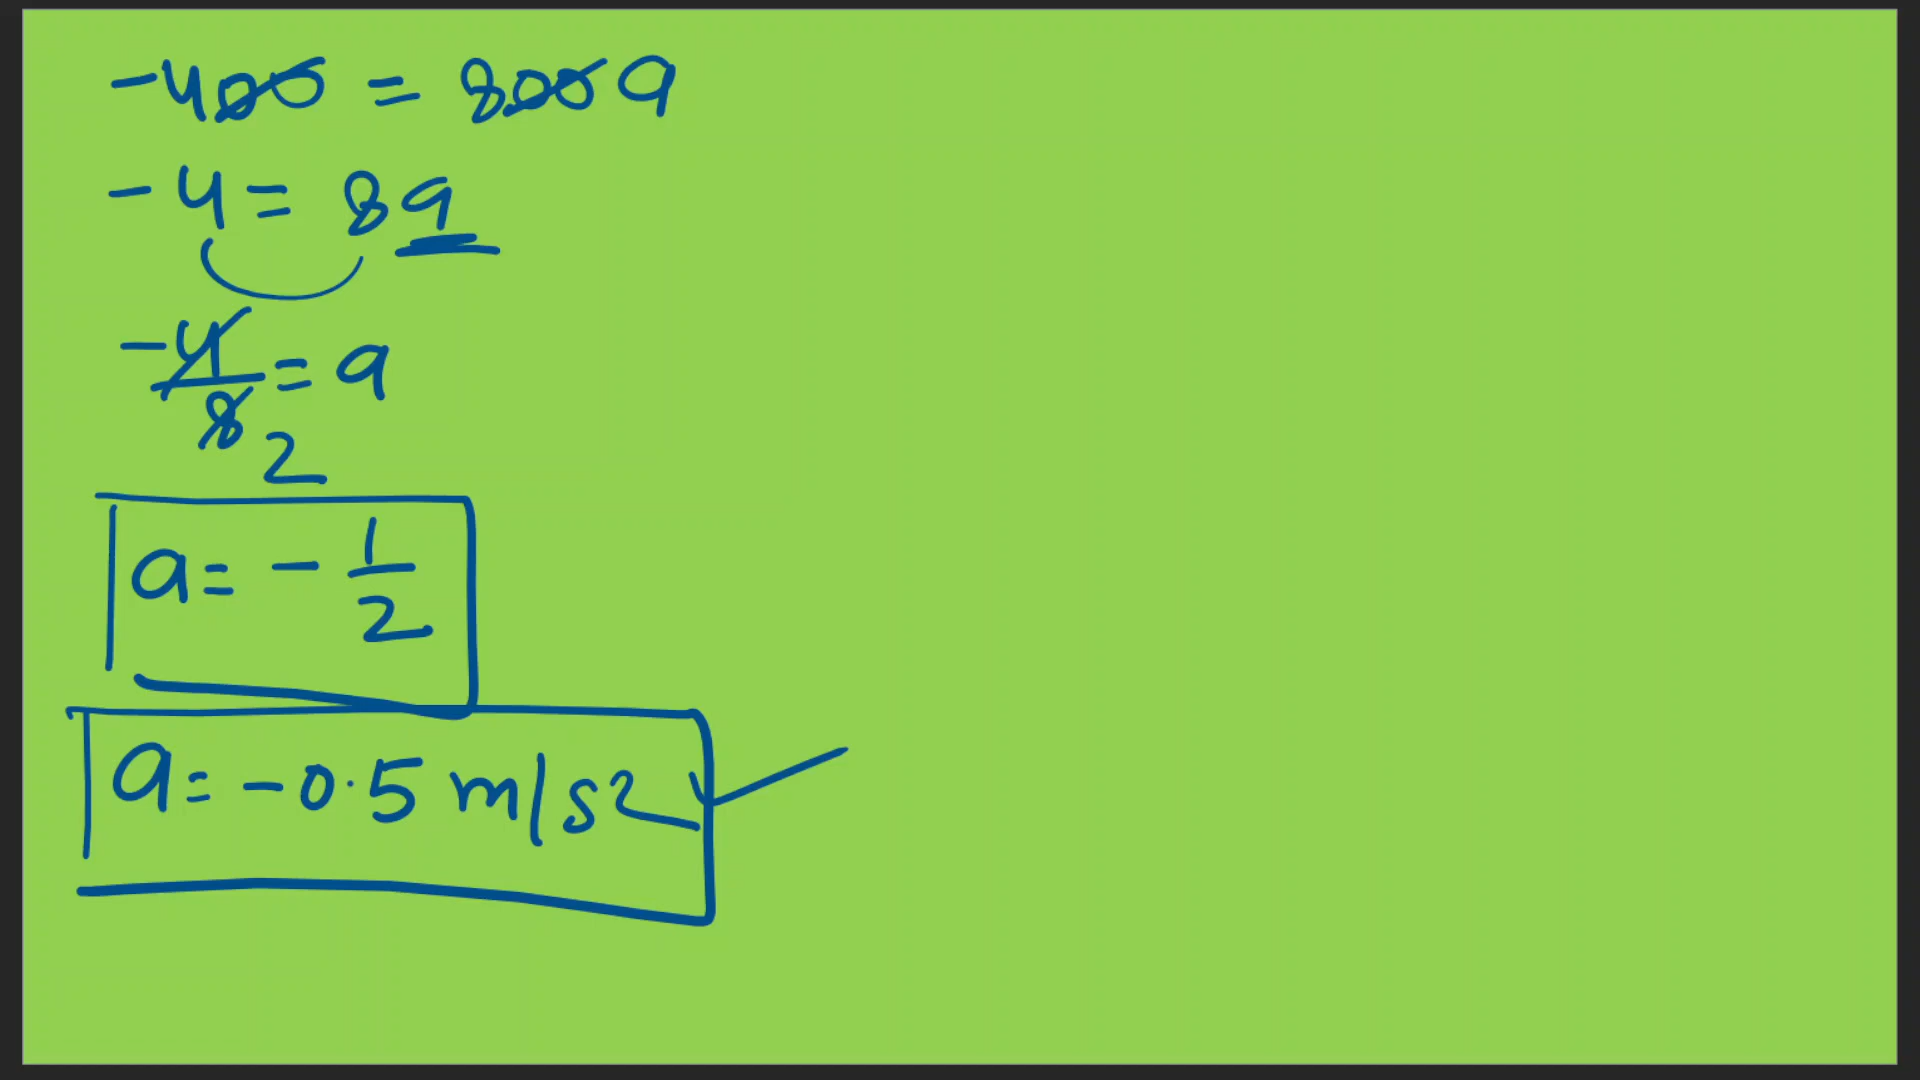 -400 = 800a
-4 = 8a
-4/8 = a
2
a = - 1/2
a = -0.5 m/s2